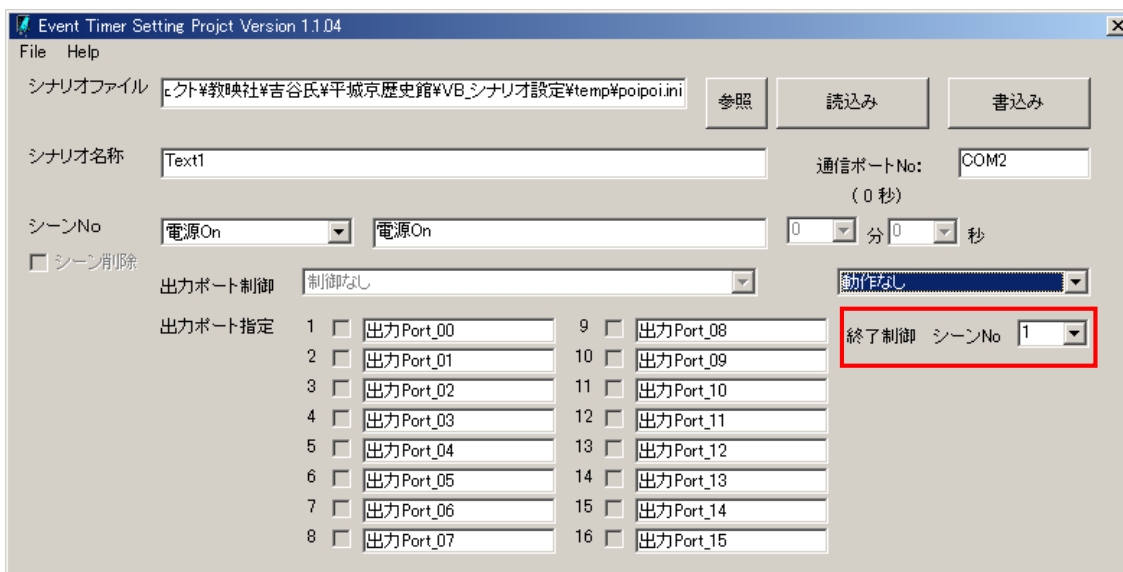 Event Timer Setting Projct Version 1.1.04
File Help
シナリオファイル ェクト¥教映社¥吉谷氏¥平城京歴史館¥VB_シナリオ設定¥temp¥poipoi.ini 参照 読込み 書込み
シナリオ名称 Text1 通信ポートNo: COM2
(0秒)
シーンNo 電源On 電源On 0 分 0 秒
シーン削除
出力ポート制御 制御なし 動作なし
出力ポート指定 1 出力Port_00 9 出力Port_08 終了制御 シーンNo 1
2 出力Port_01 10 出力Port_09
3 出力Port_02 11 出力Port_10
4 出力Port_03 12 出力Port_11
5 出力Port_04 13 出力Port_12
6 出力Port_05 14 出力Port_13
7 出力Port_06 15 出力Port_14
8 出力Port_07 16 出力Port_15